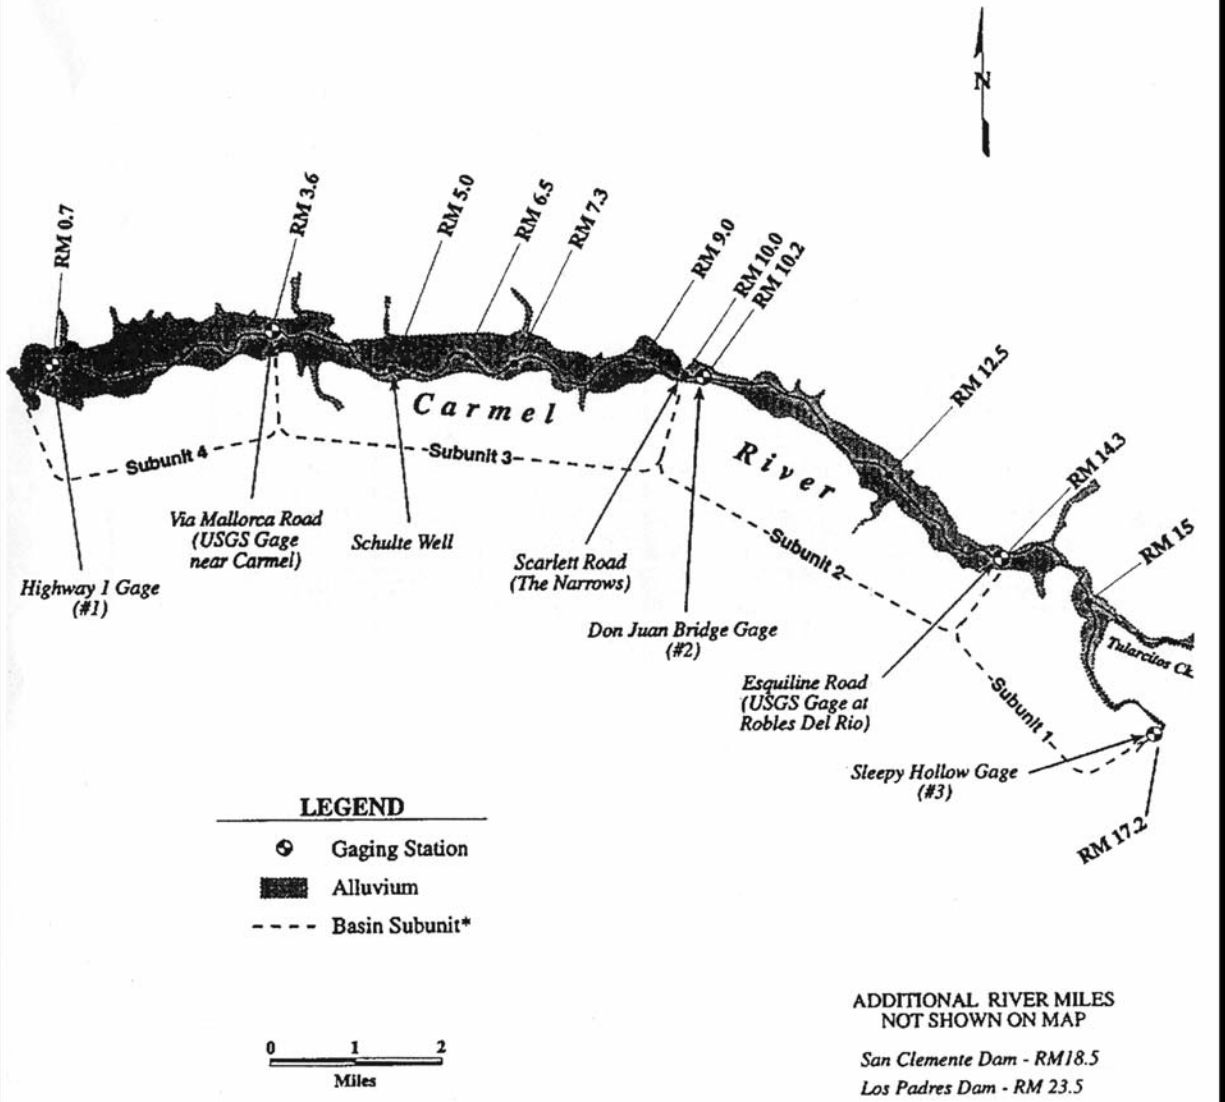 N
RM 0.7
RM 3.6
RM 5.0
RM 6.5
RM 7.3
RM 9.0
RM 10.0
RM 10.2
RM 12.5
RM 14.3
RM 15
Carmel
River
Subunit 4
Subunit 3
Subunit 2
Subunit 1
Tularcitos Ck
Highway 1 Gage
(#1)
Via Mallorca Road
(USGS Gage
near Carmel)
Schulte Well
Scarlett Road
(The Narrows)
Don Juan Bridge Gage
(#2)
Esquiline Road
(USGS Gage at
Robles Del Rio)
Sleepy Hollow Gage
(#3)
RM 17.2
LEGEND
Gaging Station
Alluvium
Basin Subunit*
0 1 2
Miles
ADDITIONAL RIVER MILES
NOT SHOWN ON MAP
San Clemente Dam - RM18.5
Los Padres Dam - RM 23.5